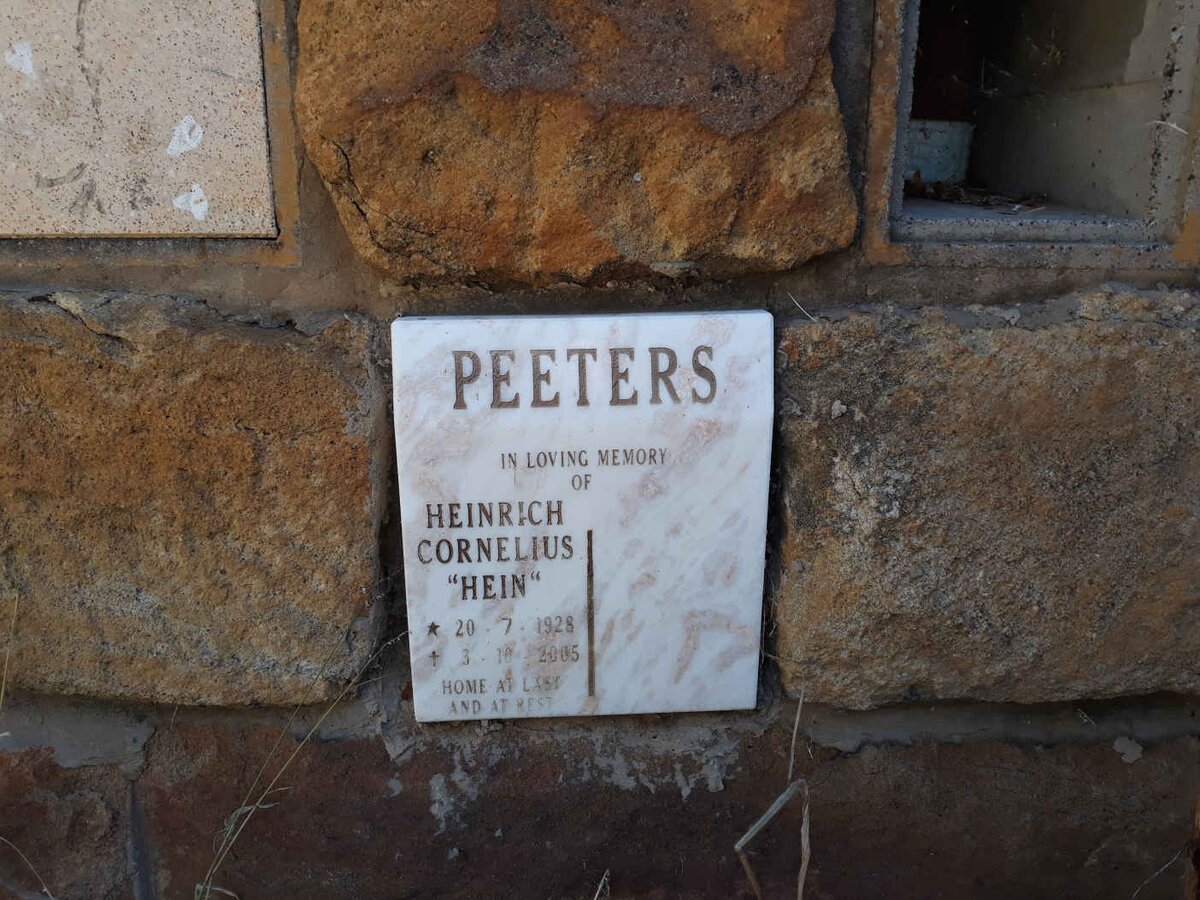 PEETERS
IN LOVING MEMORY
OF
HEINRICH
CORNELIUS
"HEIN"
★ 20 - 7 - 1928
✝ 3 - 10 - 2005
HOME AT LAST
AND AT REST